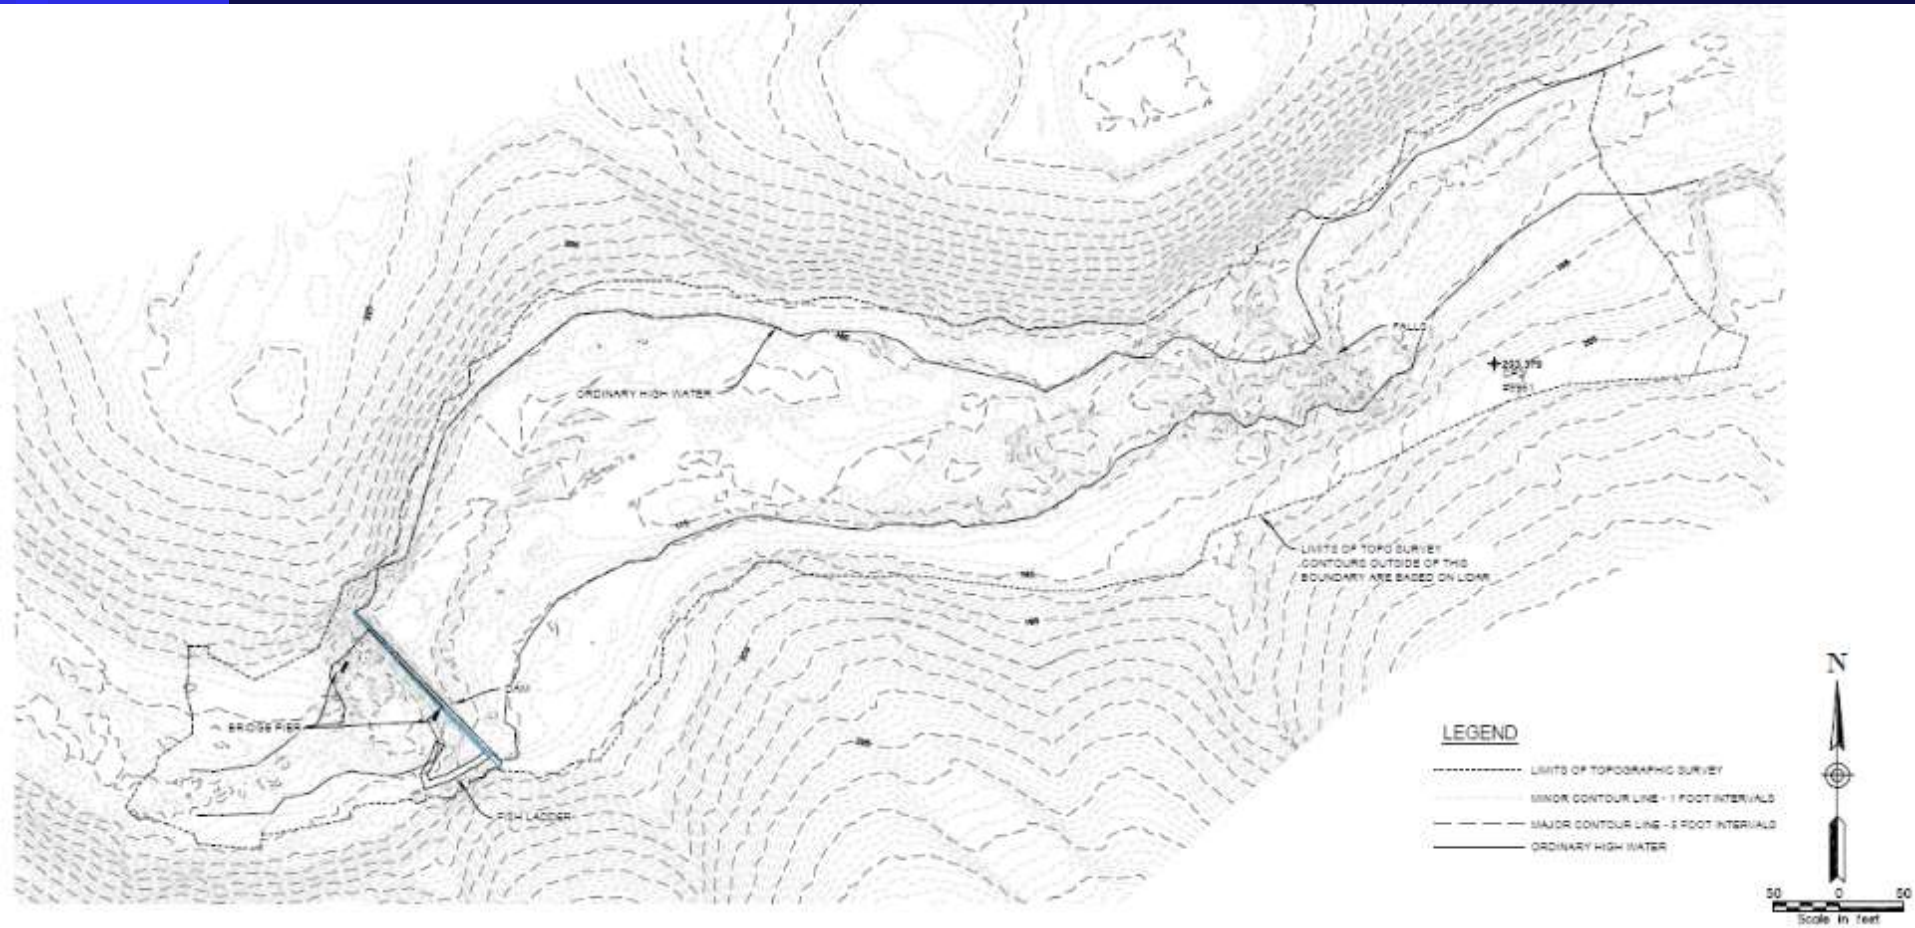 FALLS
ORDINARY HIGH WATER
LIMITS OF TOPO SURVEY
CONTOURS OUTSIDE OF THIS
BOUNDARY ARE BASED ON LIDAR
DAM
BRIDGE PIER
FISH LADDER
N
LEGEND
LIMITS OF TOPOGRAPHIC SURVEY
MINOR CONTOUR LINE - 1 FOOT INTERVALS
MAJOR CONTOUR LINE - 5 FOOT INTERVALS
ORDINARY HIGH WATER
50 0 50
Scale in feet